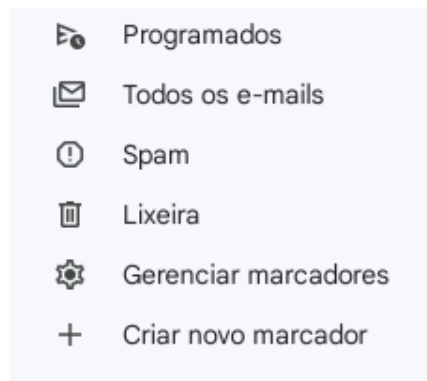 Programados
Todos os e-mails
Spam
Lixeira
Gerenciar marcadores
Criar novo marcador